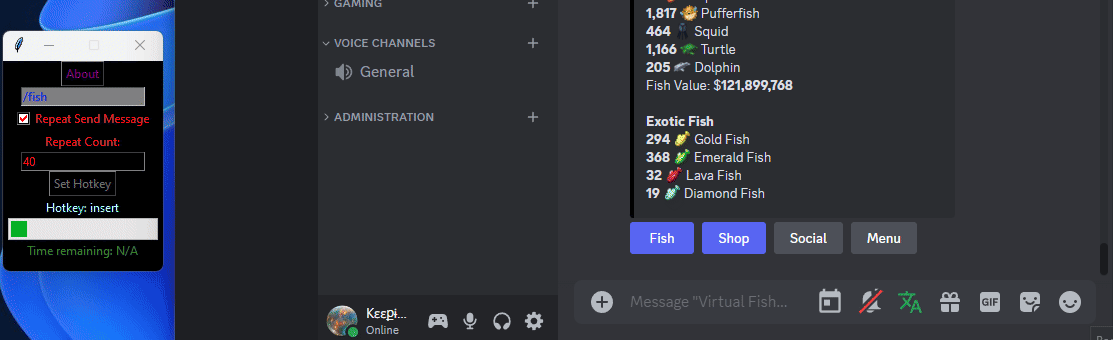 About
/fish
Repeat Send Message
Repeat Count:
40
Set Hotkey
Hotkey: insert
Time remaining: N/A
GAMING
VOICE CHANNELS
General
ADMINISTRATION
Kεεpɨ...
Online
1,817 Pufferfish
464 Squid
1,166 Turtle
205 Dolphin
Fish Value: $121,899,768
Exotic Fish
294 Gold Fish
368 Emerald Fish
32 Lava Fish
19 Diamond Fish
Fish Shop Social Menu
Message "Virtual Fish...
GIF